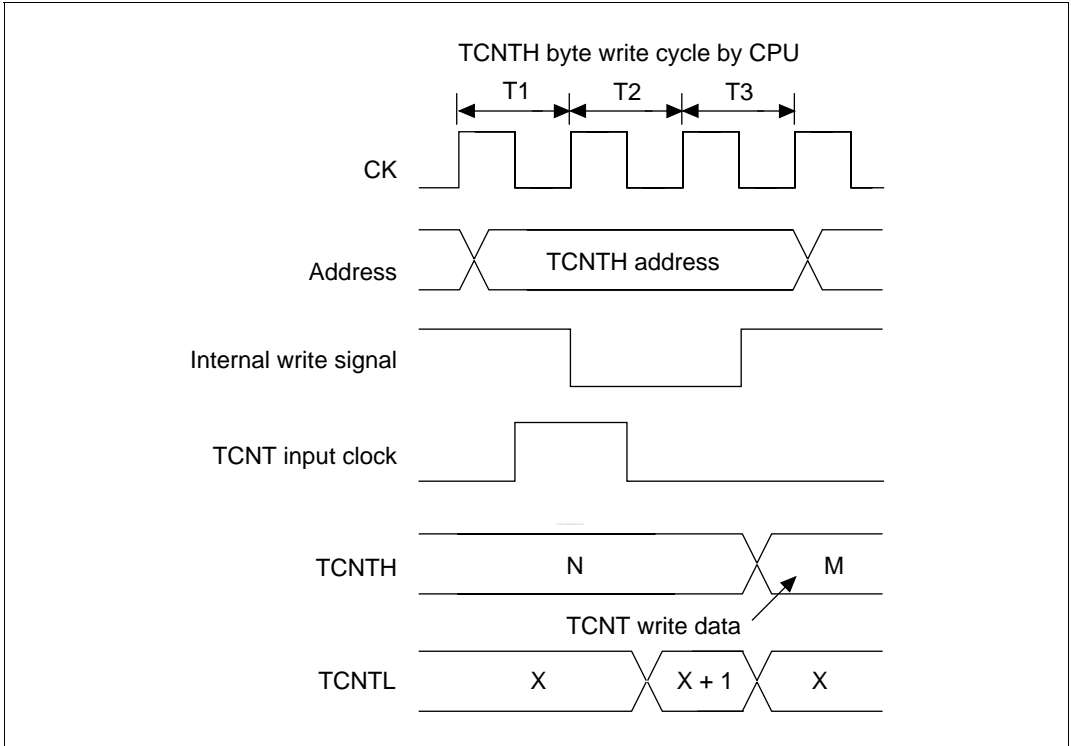 TCNTH byte write cycle by CPU
T1 T2 T3
CK
Address TCNTH address
Internal write signal
TCNT input clock
TCNTH N M
TCNT write data
TCNTL X X + 1 X